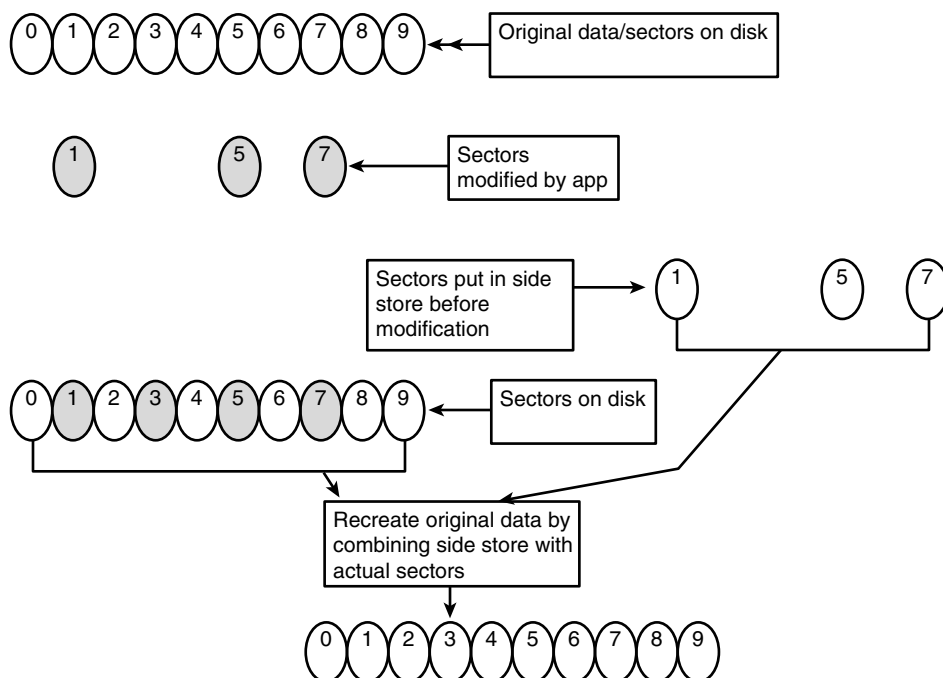 0 1 2 3 4 5 6 7 8 9
Original data/sectors on disk
1 5 7
Sectors
modified by app
Sectors put in side
store before
modification
1 5 7
0 1 2 3 4 5 6 7 8 9
Sectors on disk
Recreate original data by
combining side store with
actual sectors
0 1 2 3 4 5 6 7 8 9